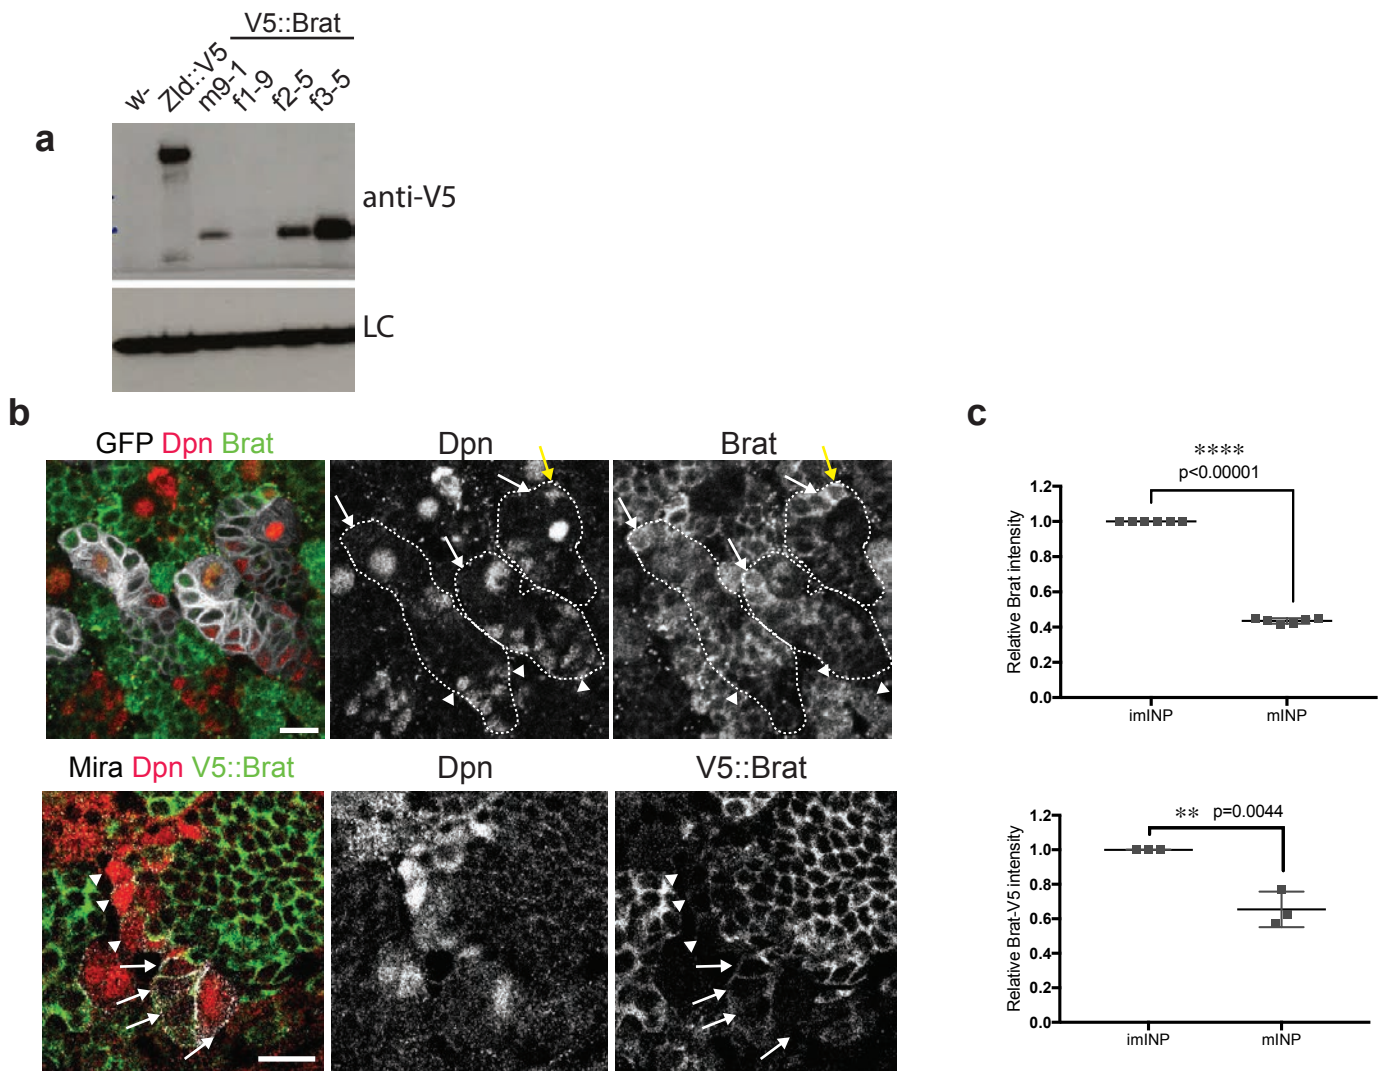 V5::Brat
w-
Zld::V5
m9-1
f1-9
f2-5
f3-5
a
anti-V5
LC
b
GFP Dpn Brat
Dpn
Brat
Mira Dpn V5::Brat
Dpn
V5::Brat
c
****
p<0.00001
Relative Brat intensity
1.2
1.0
0.8
0.6
0.4
0.2
0.0
imINP
mINP
** p=0.0044
Relative Brat-V5 intensity
1.2
1.0
0.8
0.6
0.4
0.2
0.0
imINP
mINP